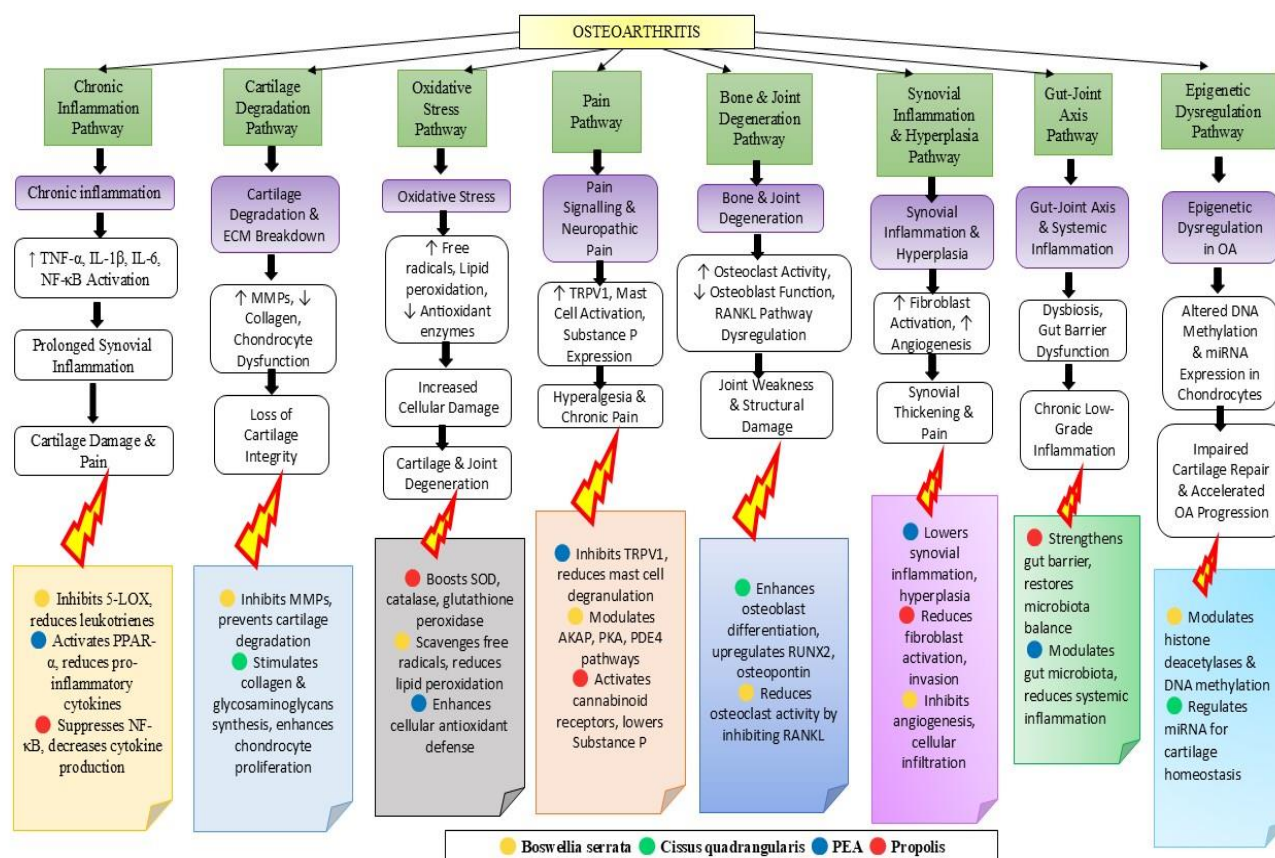 OSTEOARTHRITIS
Chronic
Inflammation
Pathway
Chronic inflammation
↑ TNF-α, IL-1β, IL-6,
NF-κB Activation
Prolonged Synovial
Inflammation
Cartilage Damage &
Pain
Inhibits 5-LOX,
reduces leukotrienes
Activates PPAR-
α, reduces pro-
inflammatory
cytokines
Suppresses NF-
κB, decreases cytokine
production
Cartilage
Degradation
Pathway
Cartilage
Degradation &
ECM Breakdown
↑ MMPs, ↓
Collagen,
Chondrocyte
Dysfunction
Loss of
Cartilage
Integrity
Inhibits MMPs,
prevents cartilage
degradation
Stimulates
collagen &
glycosaminoglycans
synthesis, enhances
chondrocyte
proliferation
Oxidative
Stress
Pathway
Oxidative Stress
↑ Free
radicals, Lipid
peroxidation,
↓ Antioxidant
enzymes
Increased
Cellular Damage
Cartilage & Joint
Degeneration
Boosts SOD,
catalase, glutathione
peroxidase
Scavenges free
radicals, reduces
lipid peroxidation
Enhances
cellular antioxidant
defense
Pain
Pathway
Pain
Signalling &
Neuropathic
Pain
↑ TRPV1, Mast
Cell Activation,
Substance P
Expression
Hyperalgesia &
Chronic Pain
Inhibits TRPV1,
reduces mast cell
degranulation
Modulates
AKAP, PKA, PDE4
pathways
Activates
cannabinoid
receptors, lowers
Substance P
Bone & Joint
Degeneration
Pathway
Bone & Joint
Degeneration
↑ Osteoclast Activity,
↓ Osteoblast Function,
RANKL Pathway
Dysregulation
Joint Weakness
& Structural
Damage
Enhances
osteoblast
differentiation,
upregulates RUNX2,
osteopontin
Reduces
osteoclast activity by
inhibiting RANKL
Synovial
Inflammation
& Hyperplasia
Pathway
Synovial
Inflammation &
Hyperplasia
↑ Fibroblast
Activation, ↑
Angiogenesis
Synovial
Thickening &
Pain
Lowers
synovial
inflammation,
hyperplasia
Reduces
fibroblast
activation,
invasion
Inhibits
angiogenesis,
cellular
infiltration
Gut-Joint
Axis
Pathway
Gut-Joint Axis
& Systemic
Inflammation
Dysbiosis,
Gut Barrier
Dysfunction
Chronic Low-
Grade
Inflammation
Strengthens
gut barrier,
restores
microbiota
balance
Modulates
gut microbiota,
reduces systemic
inflammation
Epigenetic
Dysregulation
Pathway
Epigenetic
Dysregulation
in OA
Altered DNA
Methylation
& miRNA
Expression in
Chondrocytes
Impaired
Cartilage Repair
& Accelerated
OA Progression
Modulates
histone
deacetylases &
DNA methylation
Regulates
miRNA for
cartilage
homeostasis
Boswellia serrata Cissus quadrangularis PEA Propolis